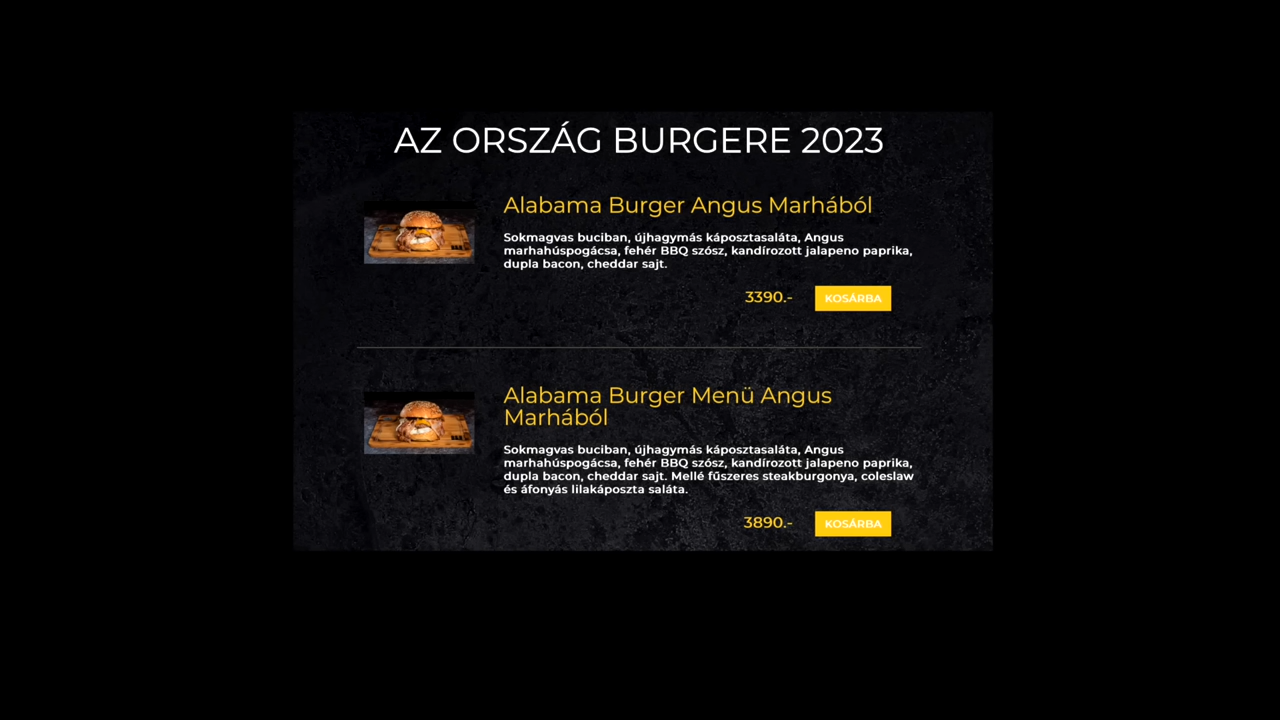 AZ ORSZÁG BURGERE 2023
Alabama Burger Angus Marhából
Sokmagvas buciban, újhagymás káposztasaláta, Angus
marhahúspogácsa, fehér BBQ szósz, kandírozott jalapeno paprika,
dupla bacon, cheddar sajt.
3390.-
KOSÁRBA
Alabama Burger Menü Angus
Marhából
Sokmagvas buciban, újhagymás káposztasaláta, Angus
marhahúspogácsa, fehér BBQ szósz, kandírozott jalapeno paprika,
dupla bacon, cheddar sajt. Mellé fűszeres steakburgonya, coleslaw
és áfonyás lilakáposzta saláta.
3890.-
KOSÁRBA